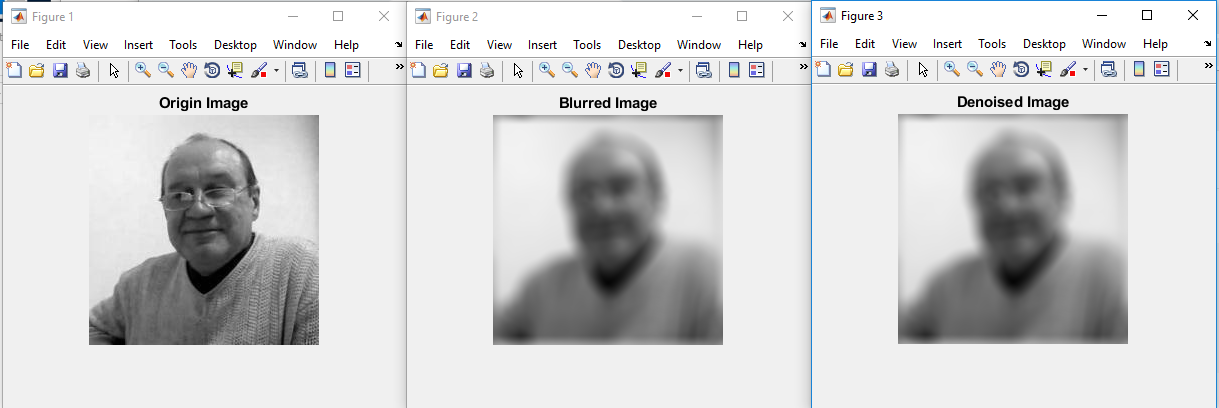 Figure 1
File Edit View Insert Tools Desktop Window Help
Origin Image
Figure 2
File Edit View Insert Tools Desktop Window Help
Blurred Image
Figure 3
File Edit View Insert Tools Desktop Window Help
Denoised Image